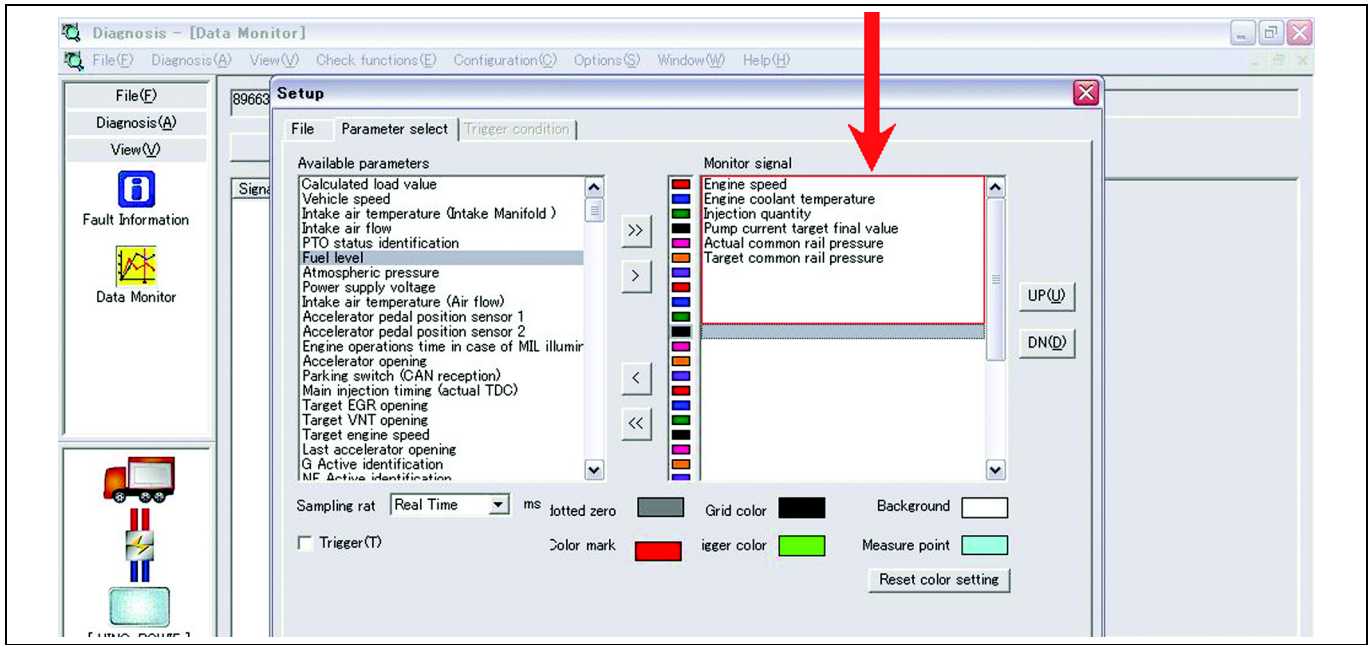 Diagnosis - [Data Monitor]
File(F) Diagnosis(A) View(V) Check functions(E) Configuration(C) Options(S) Window(W) Help(H)
File(F)
Diagnosis(A)
View(V)
Fault Information
Data Monitor
89663
Signa
Setup
File Parameter select Trigger condition
Available parameters
Calculated load value
Vehicle speed
Intake air temperature (Intake Manifold )
Intake air flow
PTO status identification
Fuel level
Atmospheric pressure
Power supply voltage
Intake air temperature (Air flow)
Accelerator pedal position sensor 1
Accelerator pedal position sensor 2
Engine operations time in case of MIL illumir
Accelerator opening
Parking switch (CAN reception)
Main injection timing (actual TDC)
Target EGR opening
Target VNT opening
Target engine speed
Last accelerator opening
G Active identification
NE Active identification
>>
>
<
<<
Monitor signal
Engine speed
Engine coolant temperature
Injection quantity
Pump current target final value
Actual common rail pressure
Target common rail pressure
UP(U)
DN(D)
Sampling rat Real Time ms
Trigger(T)
lotted zero Grid color Background
Color mark igger color Measure point
Reset color setting